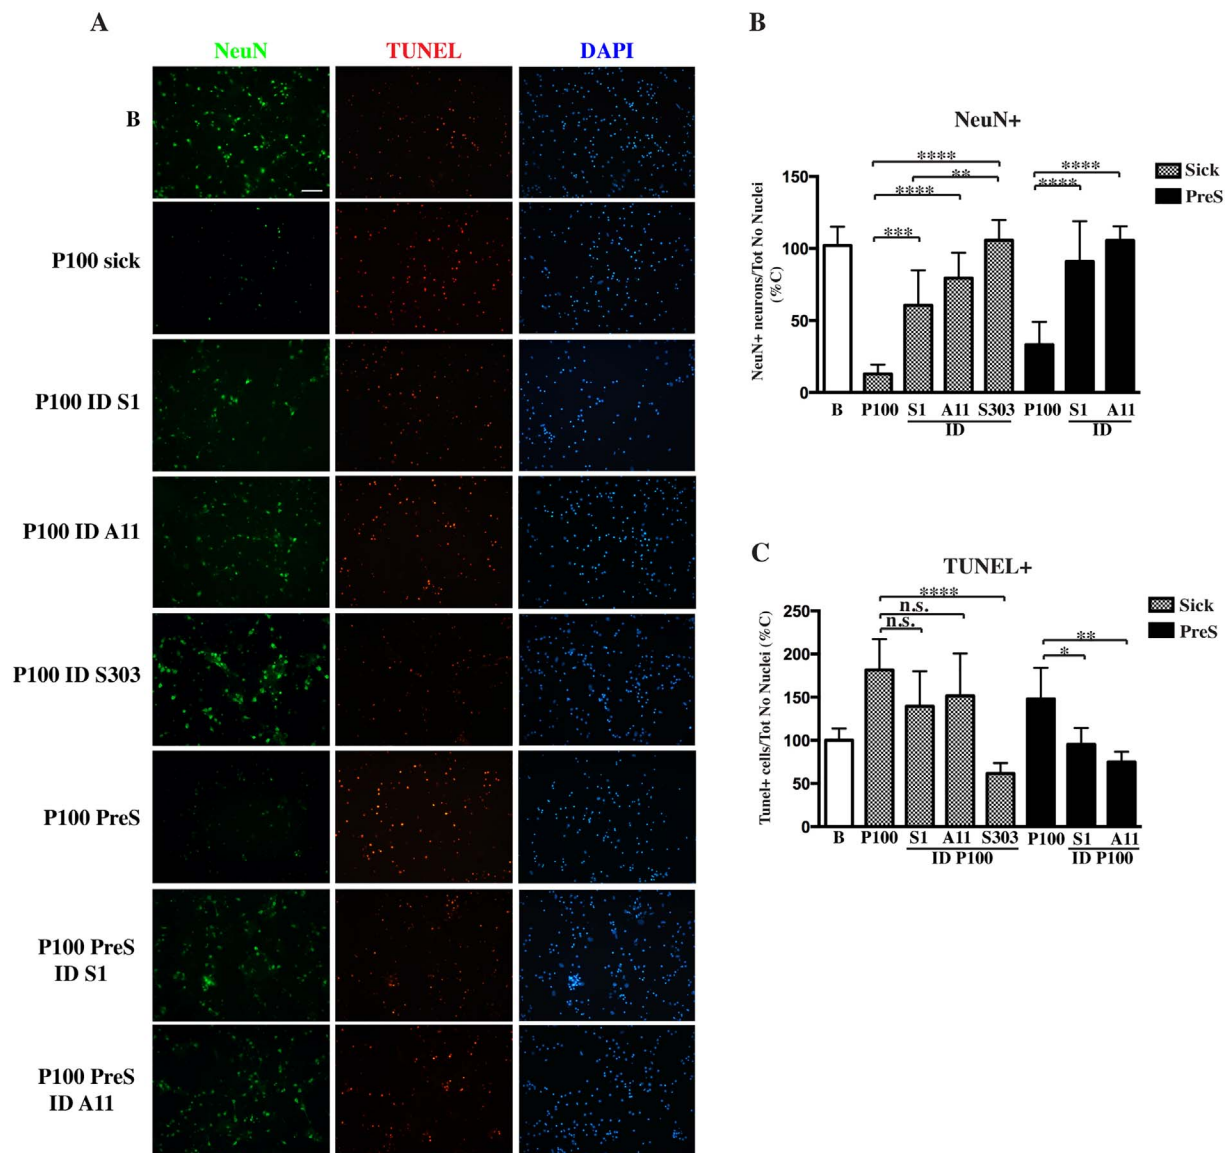 A
NeuN
TUNEL
DAPI
B
P100 sick
P100 ID S1
P100 ID A11
P100 ID S303
P100 PreS
P100 PreS
ID S1
P100 PreS
ID A11
B
NeuN+
Sick
PreS
NeuN+ neurons/Tot No Nuclei
(%C)
150
100
50
0
****
**
****
***
****
****
B P100 S1 A11 S303 P100 S1 A11
ID ID
C
TUNEL+
Sick
PreS
Tunel+ cells/Tot No Nuclei (%C)
250
200
150
100
50
0
****
n.s.
n.s.
**
*
B P100 S1 A11 S303 P100 S1 A11
ID P100 ID P100